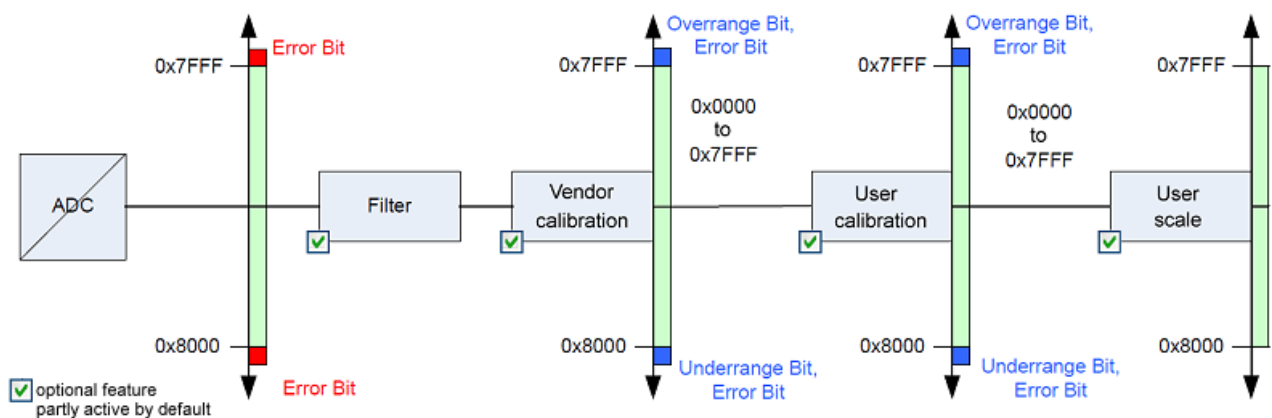 Overrange Bit,
Error Bit
Overrange Bit,
Error Bit
Error Bit
0x7FFF
0x7FFF
0x7FFF
0x7FFF
0x0000
to
0x7FFF
0x0000
to
0x7FFF
ADC
Filter
Vendor
calibration
User
calibration
User
scale
0x8000
0x8000
0x8000
0x8000
Error Bit
Underrange Bit,
Error Bit
Underrange Bit,
Error Bit
optional feature
partly active by default